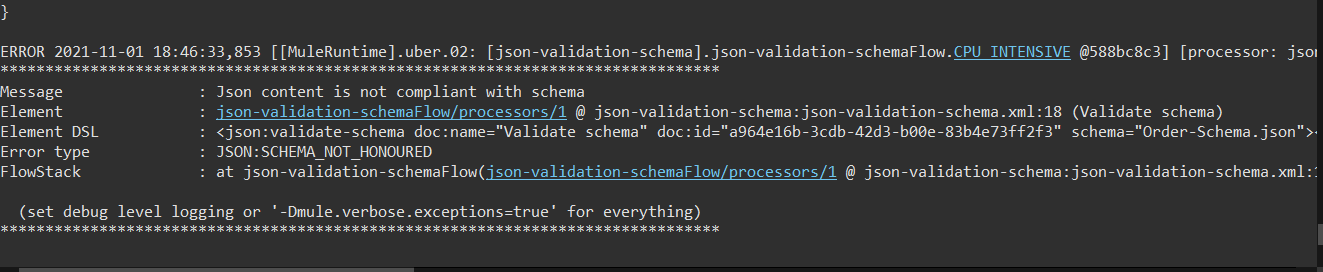 }
ERROR 2021-11-01 18:46:33,853 [[MuleRuntime].uber.02: [json-validation-schema].json-validation-schemaFlow.CPU_INTENSIVE @588bc8c3] [processor: json
********************************************************************************
Message : Json content is not compliant with schema
Element : json-validation-schemaFlow/processors/1 @ json-validation-schema:json-validation-schema.xml:18 (Validate schema)
Element DSL : <json:validate-schema doc:name="Validate schema" doc:id="a964e16b-3cdb-42d3-b00e-83b4e73ff2f3" schema="Order-Schema.json"><
Error type : JSON:SCHEMA_NOT_HONOURED
FlowStack : at json-validation-schemaFlow(json-validation-schemaFlow/processors/1 @ json-validation-schema:json-validation-schema.xml:1
(set debug level logging or '-Dmule.verbose.exceptions=true' for everything)
********************************************************************************